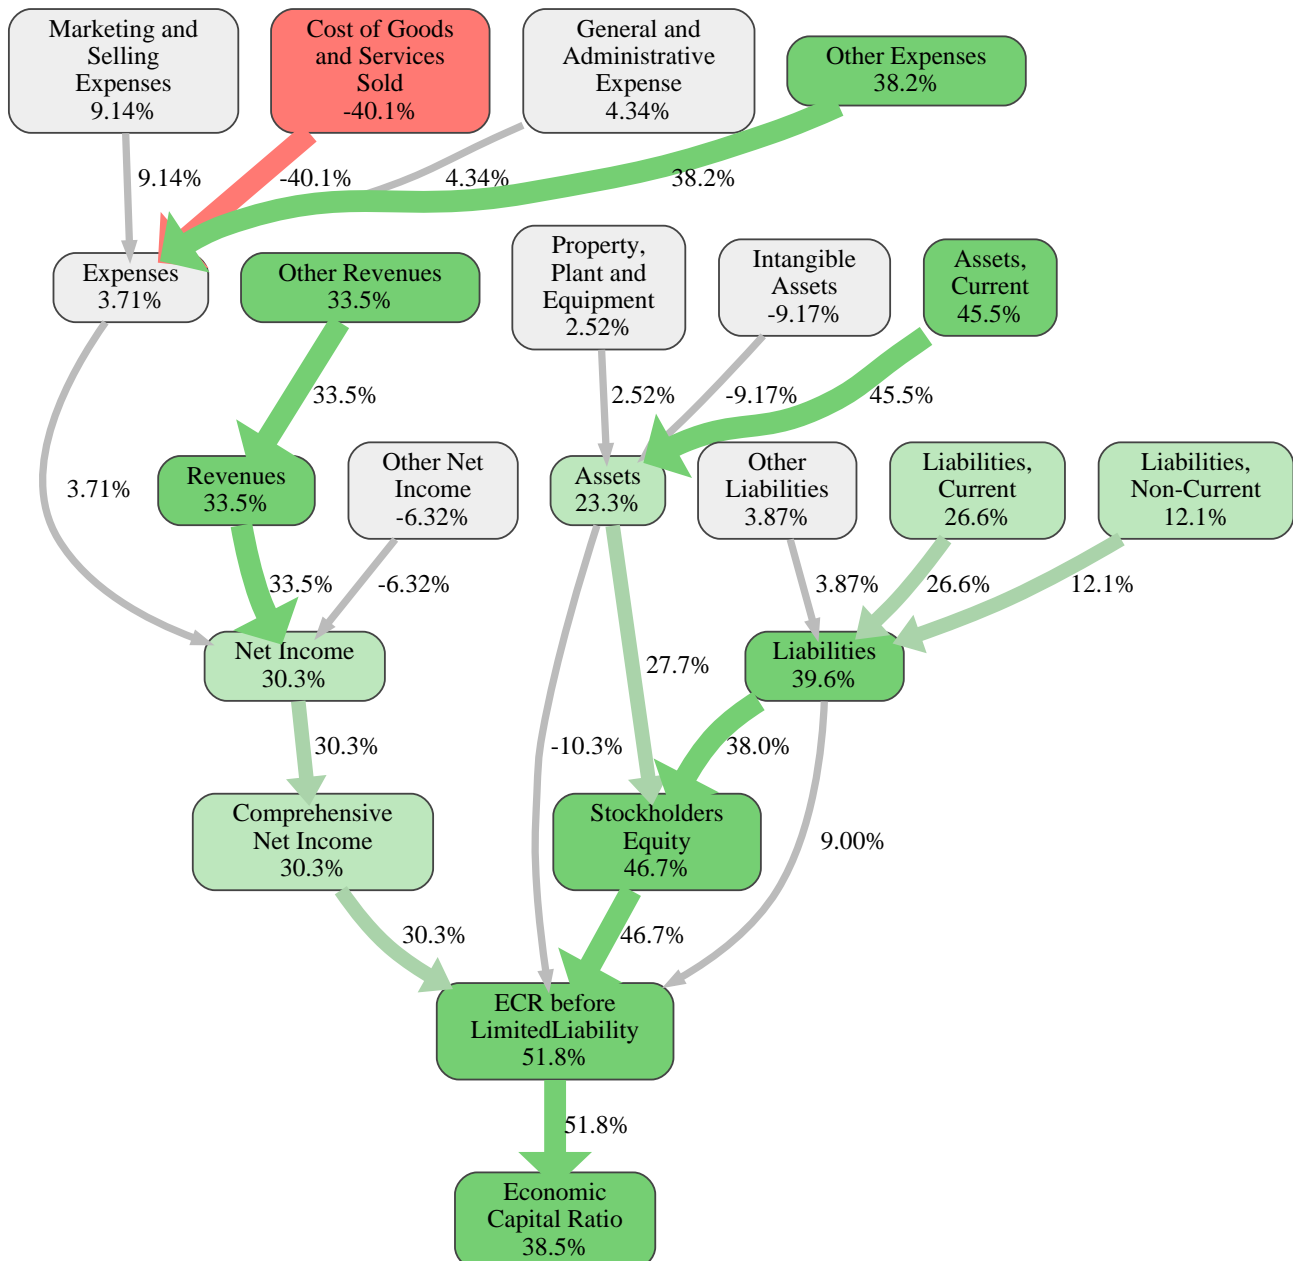 Marketing and
Selling
Expenses
9.14%
Cost of Goods
and Services
Sold
-40.1%
General and
Administrative
Expense
4.34%
Other Expenses
38.2%
9.14%
-40.1%
4.34%
38.2%
Expenses
3.71%
Other Revenues
33.5%
Property,
Plant and
Equipment
2.52%
Intangible
Assets
-9.17%
Assets,
Current
45.5%
33.5%
2.52%
-9.17%
45.5%
3.71%
Revenues
33.5%
Other Net
Income
-6.32%
Assets
23.3%
Other
Liabilities
3.87%
Liabilities,
Current
26.6%
Liabilities,
Non-Current
12.1%
33.5%
-6.32%
3.87%
26.6%
12.1%
Net Income
30.3%
27.7%
Liabilities
39.6%
30.3%
-10.3%
38.0%
Comprehensive
Net Income
30.3%
Stockholders
Equity
46.7%
9.00%
30.3%
46.7%
ECR before
LimitedLiability
51.8%
51.8%
Economic
Capital Ratio
38.5%